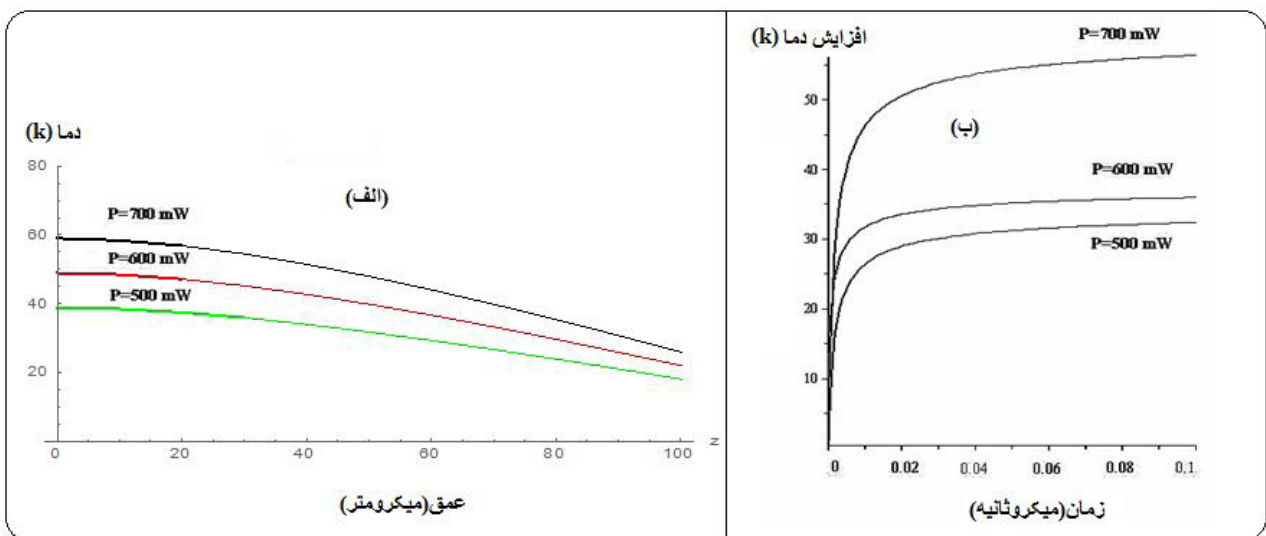 دما (k)
80
(الف)
P=700 mW
60
P=600 mW
P=500 mW
40
20
0 20 40 60 80 100 z
عمق(میکرومتر)
افزایش دما (k)
P=700 mW
50
(ب)
40
P=600 mW
30
P=500 mW
20
10
0 0.02 0.04 0.06 0.08 0.1
زمان(میکروثانیه)